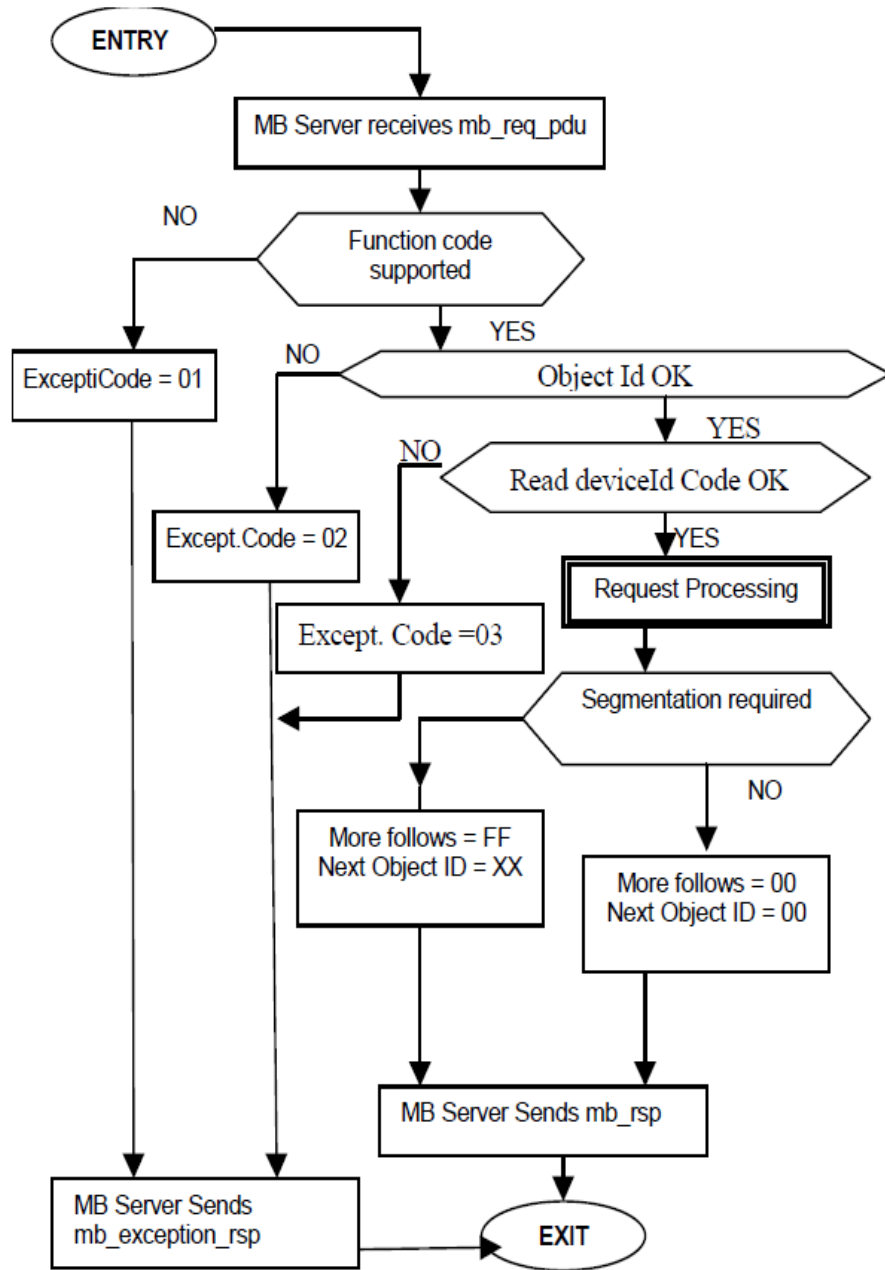 ENTRY
MB Server receives mb_req_pdu
NO
Function code
supported
YES
NO
ExceptiCode = 01
Object Id OK
YES
NO
Read deviceId Code OK
Except.Code = 02
YES
Request Processing
Except. Code =03
Segmentation required
NO
More follows = FF
Next Object ID = XX
More follows = 00
Next Object ID = 00
MB Server Sends mb_rsp
MB Server Sends
mb_exception_rsp
EXIT